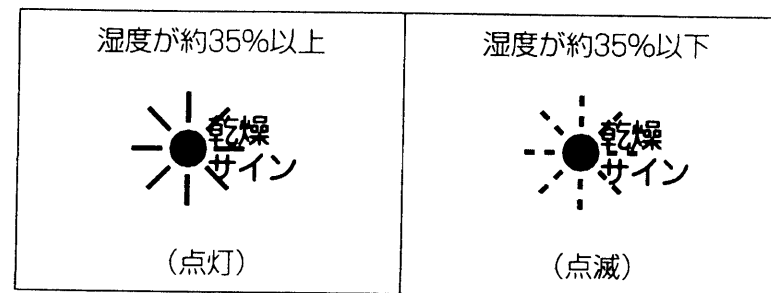 湿度が約35%以上
乾燥
サイン
(点灯)
湿度が約35%以下
乾燥
サイン
(点滅)